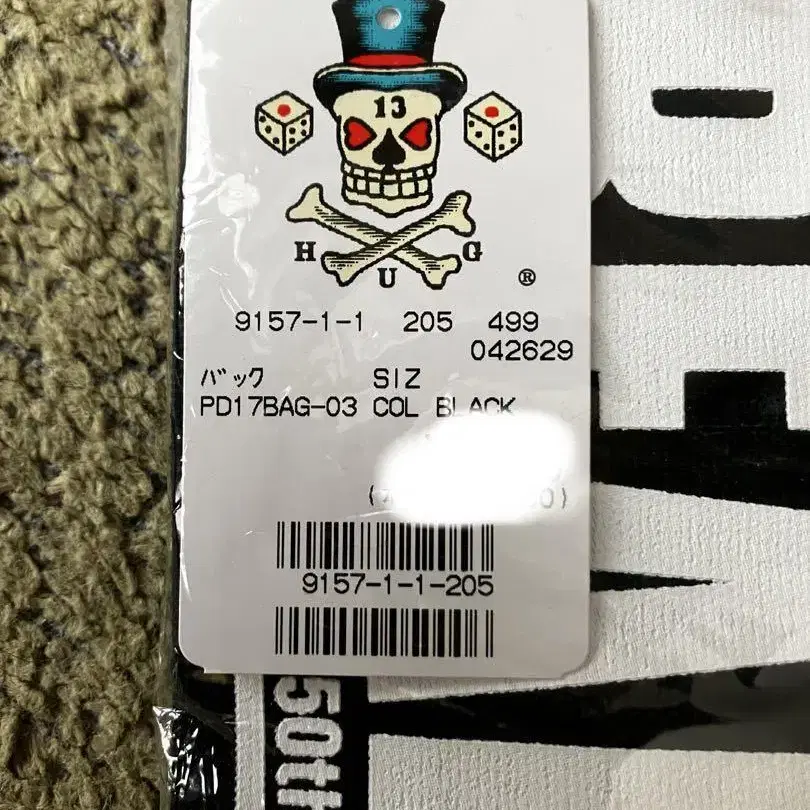 13
H U G
®
9157-1-1 205 499
042629
バック SIZ
PD17BAG-03 COL BLACK
9157-1-1-205
50th